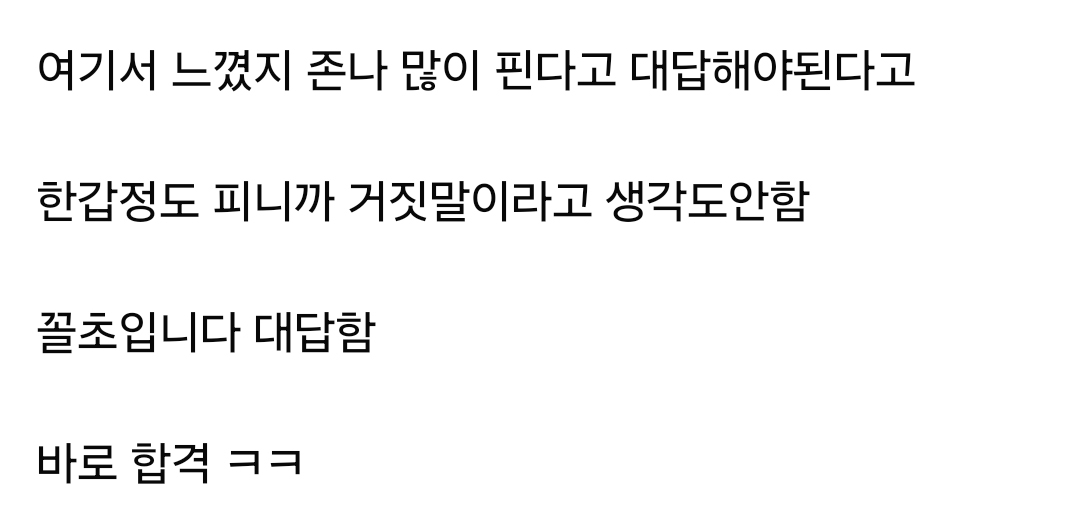 여기서 느꼈지 존나 많이 핀다고 대답해야된다고
한갑정도 피니까 거짓말이라고 생각도안함
꼴초입니다 대답함
바로 합격 ㅋㅋ